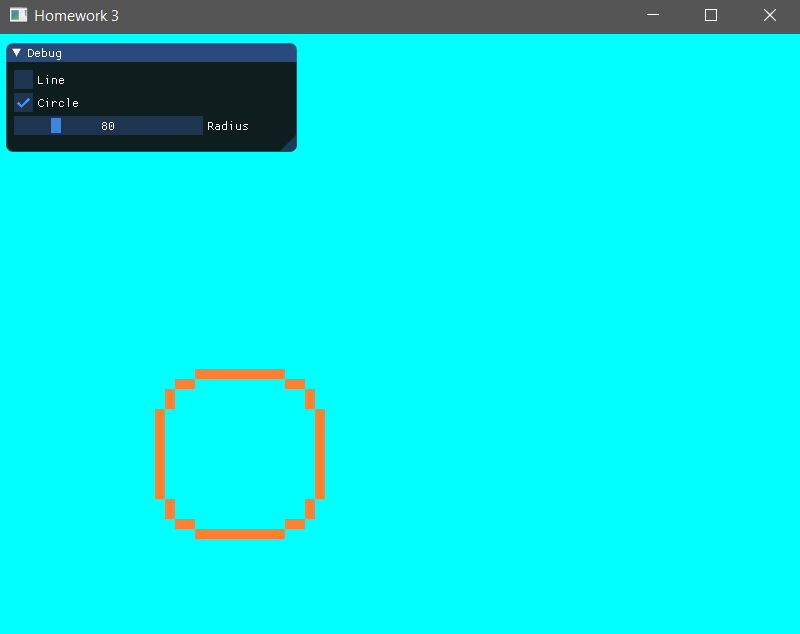 Homework 3
Debug
Line
Circle
80 Radius